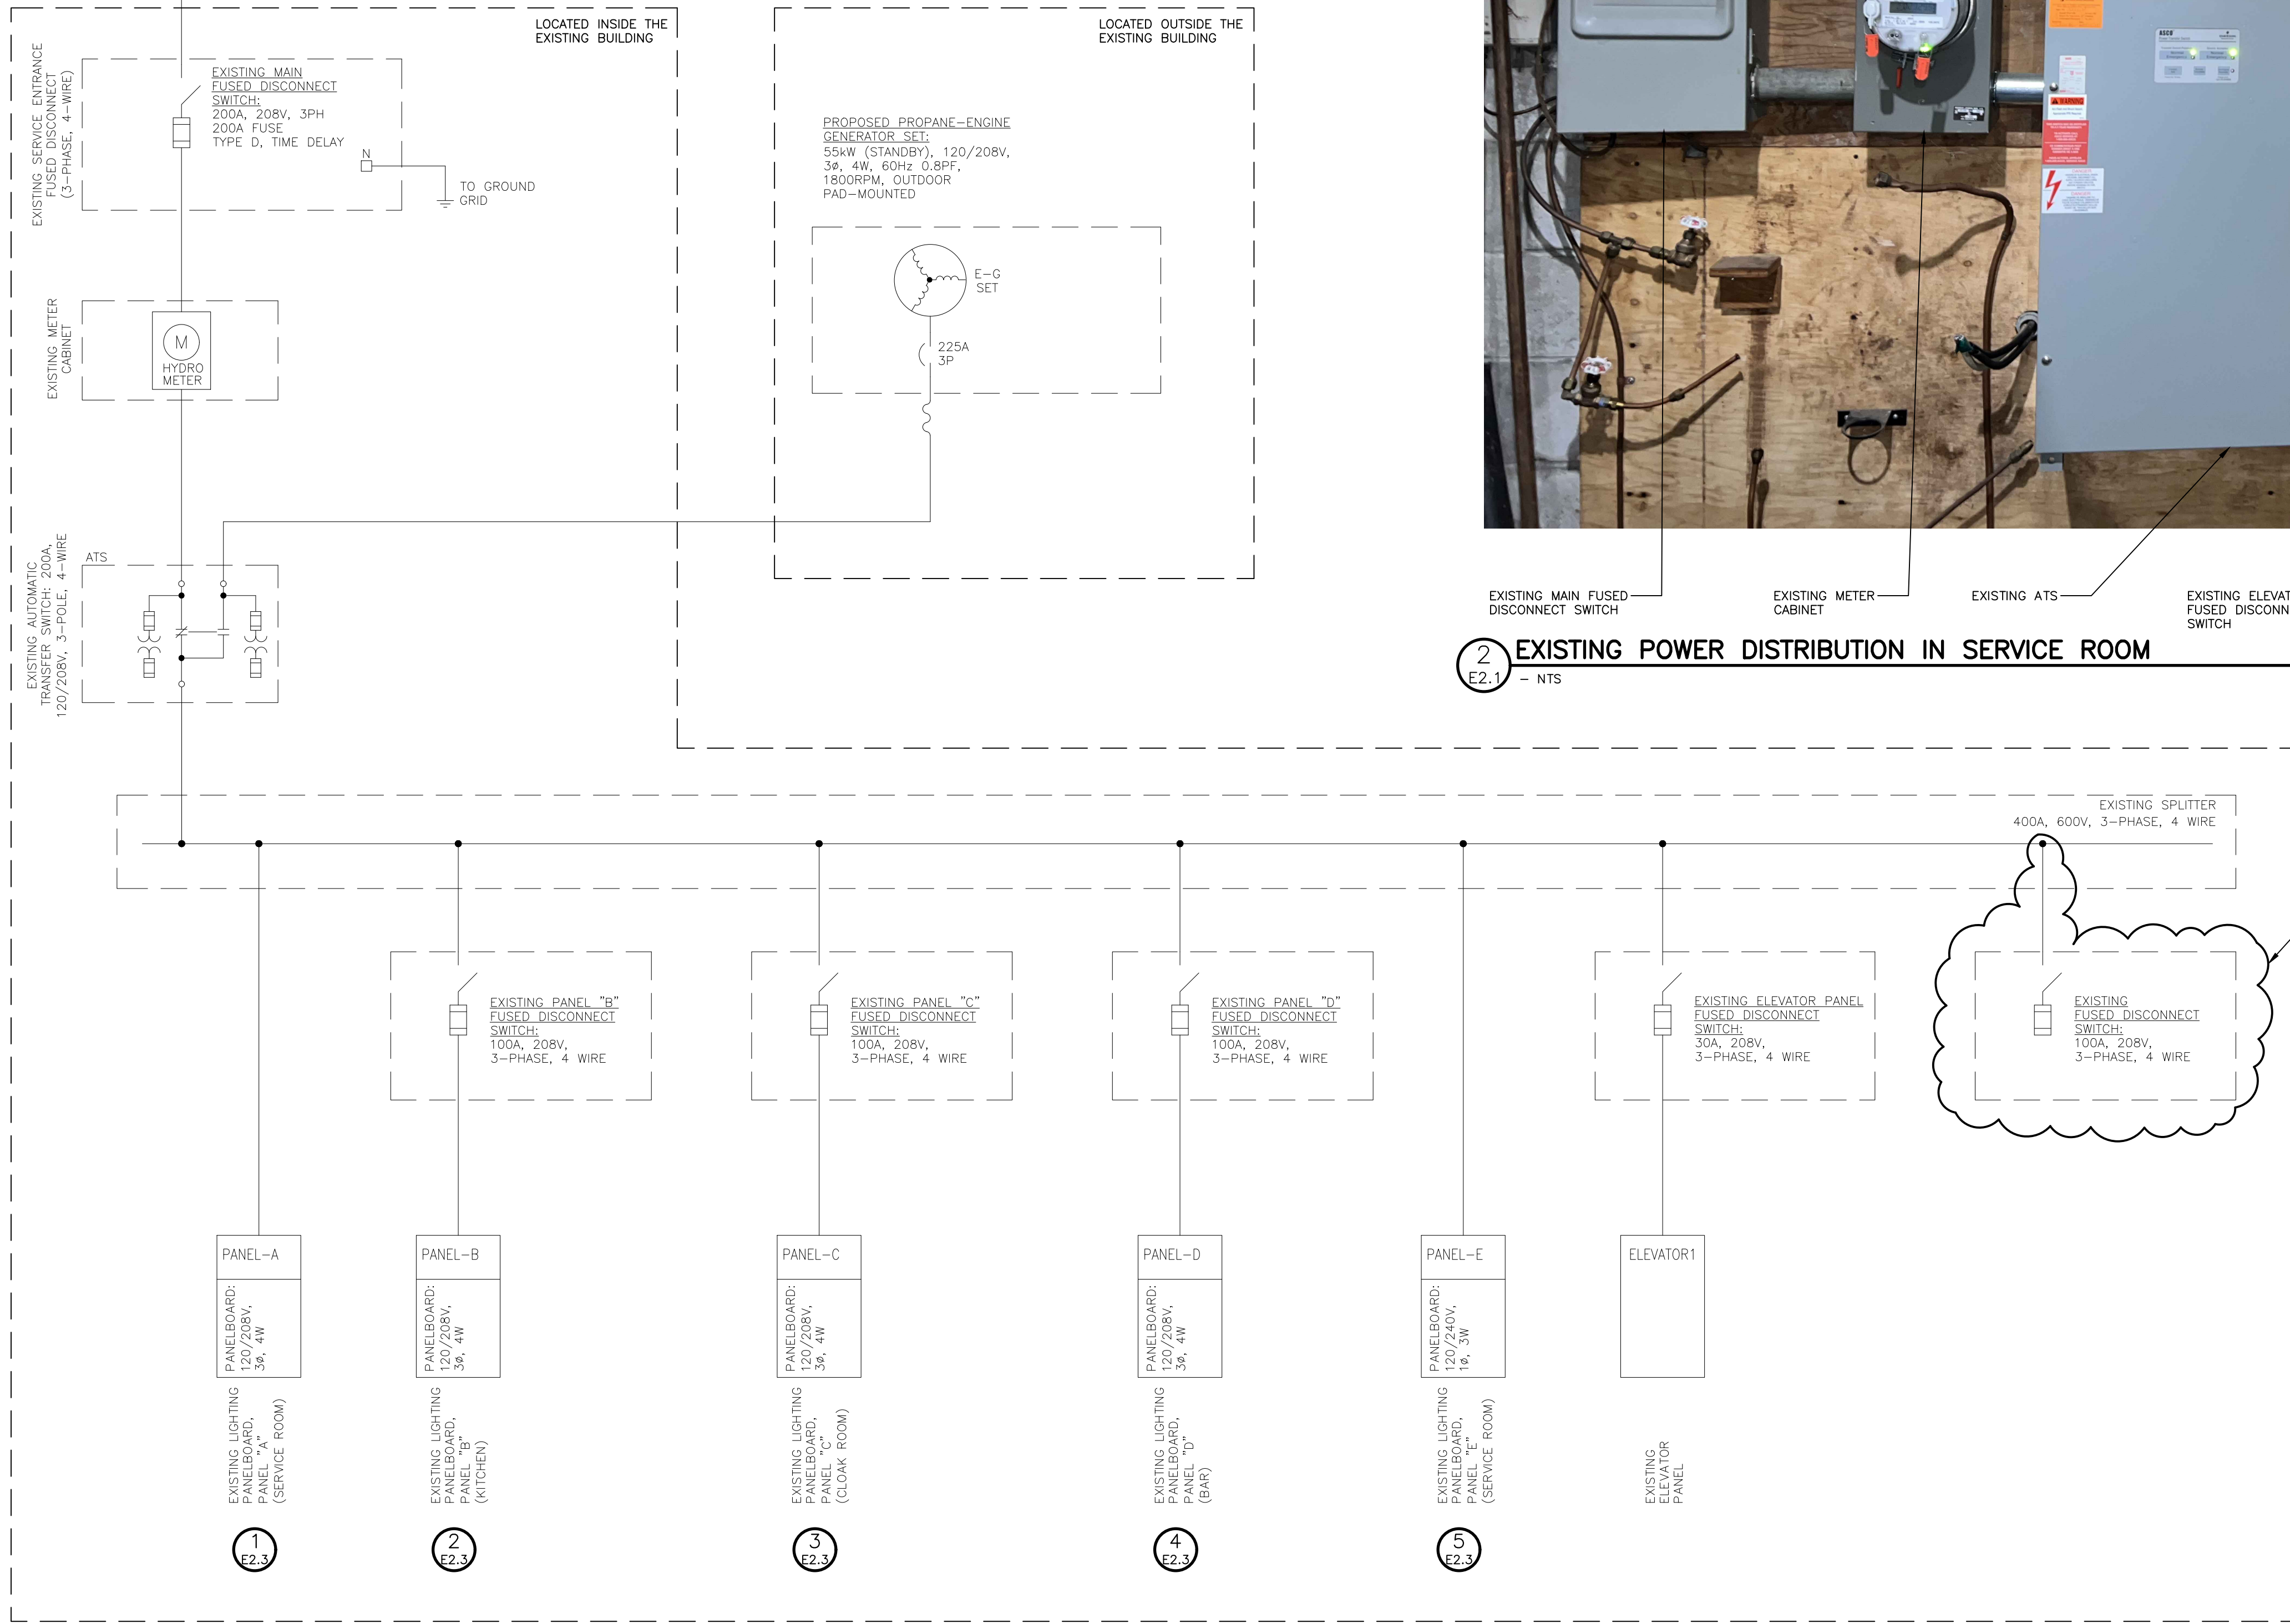 LOCATED INSIDE THE
EXISTING BUILDING
LOCATED OUTSIDE THE
EXISTING BUILDING
EXISTING SERVICE ENTRANCE
FUSED DISCONNECT
(3-PHASE, 4-WIRE)
EXISTING MAIN
FUSED DISCONNECT
SWITCH:
200A, 208V, 3PH
200A FUSE
TYPE D, TIME DELAY
N
TO GROUND
GRID
PROPOSED PROPANE-ENGINE
GENERATOR SET:
55kW (STANDBY), 120/208V,
3ø, 4W, 60Hz 0.8PF,
1800RPM, OUTDOOR
PAD-MOUNTED
E-G
SET
225A
3P
EXISTING METER
CABINET
M
HYDRO
METER
EXISTING AUTOMATIC
TRANSFER SWITCH: 200A,
120/208V, 3-POLE, 4-WIRE
ATS
ASCO
WARNING
DANGER
DANGER
EXISTING MAIN FUSED
DISCONNECT SWITCH
EXISTING METER
CABINET
EXISTING ATS
EXISTING ELEVAT
FUSED DISCONN
SWITCH
2
E2.1
EXISTING POWER DISTRIBUTION IN SERVICE ROOM
- NTS
EXISTING SPLITTER
400A, 600V, 3-PHASE, 4 WIRE
EXISTING PANEL "B"
FUSED DISCONNECT
SWITCH:
100A, 208V,
3-PHASE, 4 WIRE
EXISTING PANEL "C"
FUSED DISCONNECT
SWITCH:
100A, 208V,
3-PHASE, 4 WIRE
EXISTING PANEL "D"
FUSED DISCONNECT
SWITCH:
100A, 208V,
3-PHASE, 4 WIRE
EXISTING ELEVATOR PANEL
FUSED DISCONNECT
SWITCH:
30A, 208V,
3-PHASE, 4 WIRE
EXISTING
FUSED DISCONNECT
SWITCH:
100A, 208V,
3-PHASE, 4 WIRE
PANEL-A
PANELBOARD:
120/208V,
3ø, 4W
EXISTING LIGHTING
PANELBOARD,
PANEL "A"
(SERVICE ROOM)
1
E2.3
PANEL-B
PANELBOARD:
120/208V,
3ø, 4W
EXISTING LIGHTING
PANELBOARD,
PANEL "B"
(KITCHEN)
2
E2.3
PANEL-C
PANELBOARD:
120/208V,
3ø, 4W
EXISTING LIGHTING
PANELBOARD,
PANEL "C"
(CLOAK ROOM)
3
E2.3
PANEL-D
PANELBOARD:
120/208V,
3ø, 4W
EXISTING LIGHTING
PANELBOARD,
PANEL "D"
(BAR)
4
E2.3
PANEL-E
PANELBOARD:
120/240V,
1ø, 3W
EXISTING LIGHTING
PANELBOARD,
PANEL "E"
(SERVICE ROOM)
5
E2.3
ELEVATOR1
EXISTING
ELEVATOR
PANEL